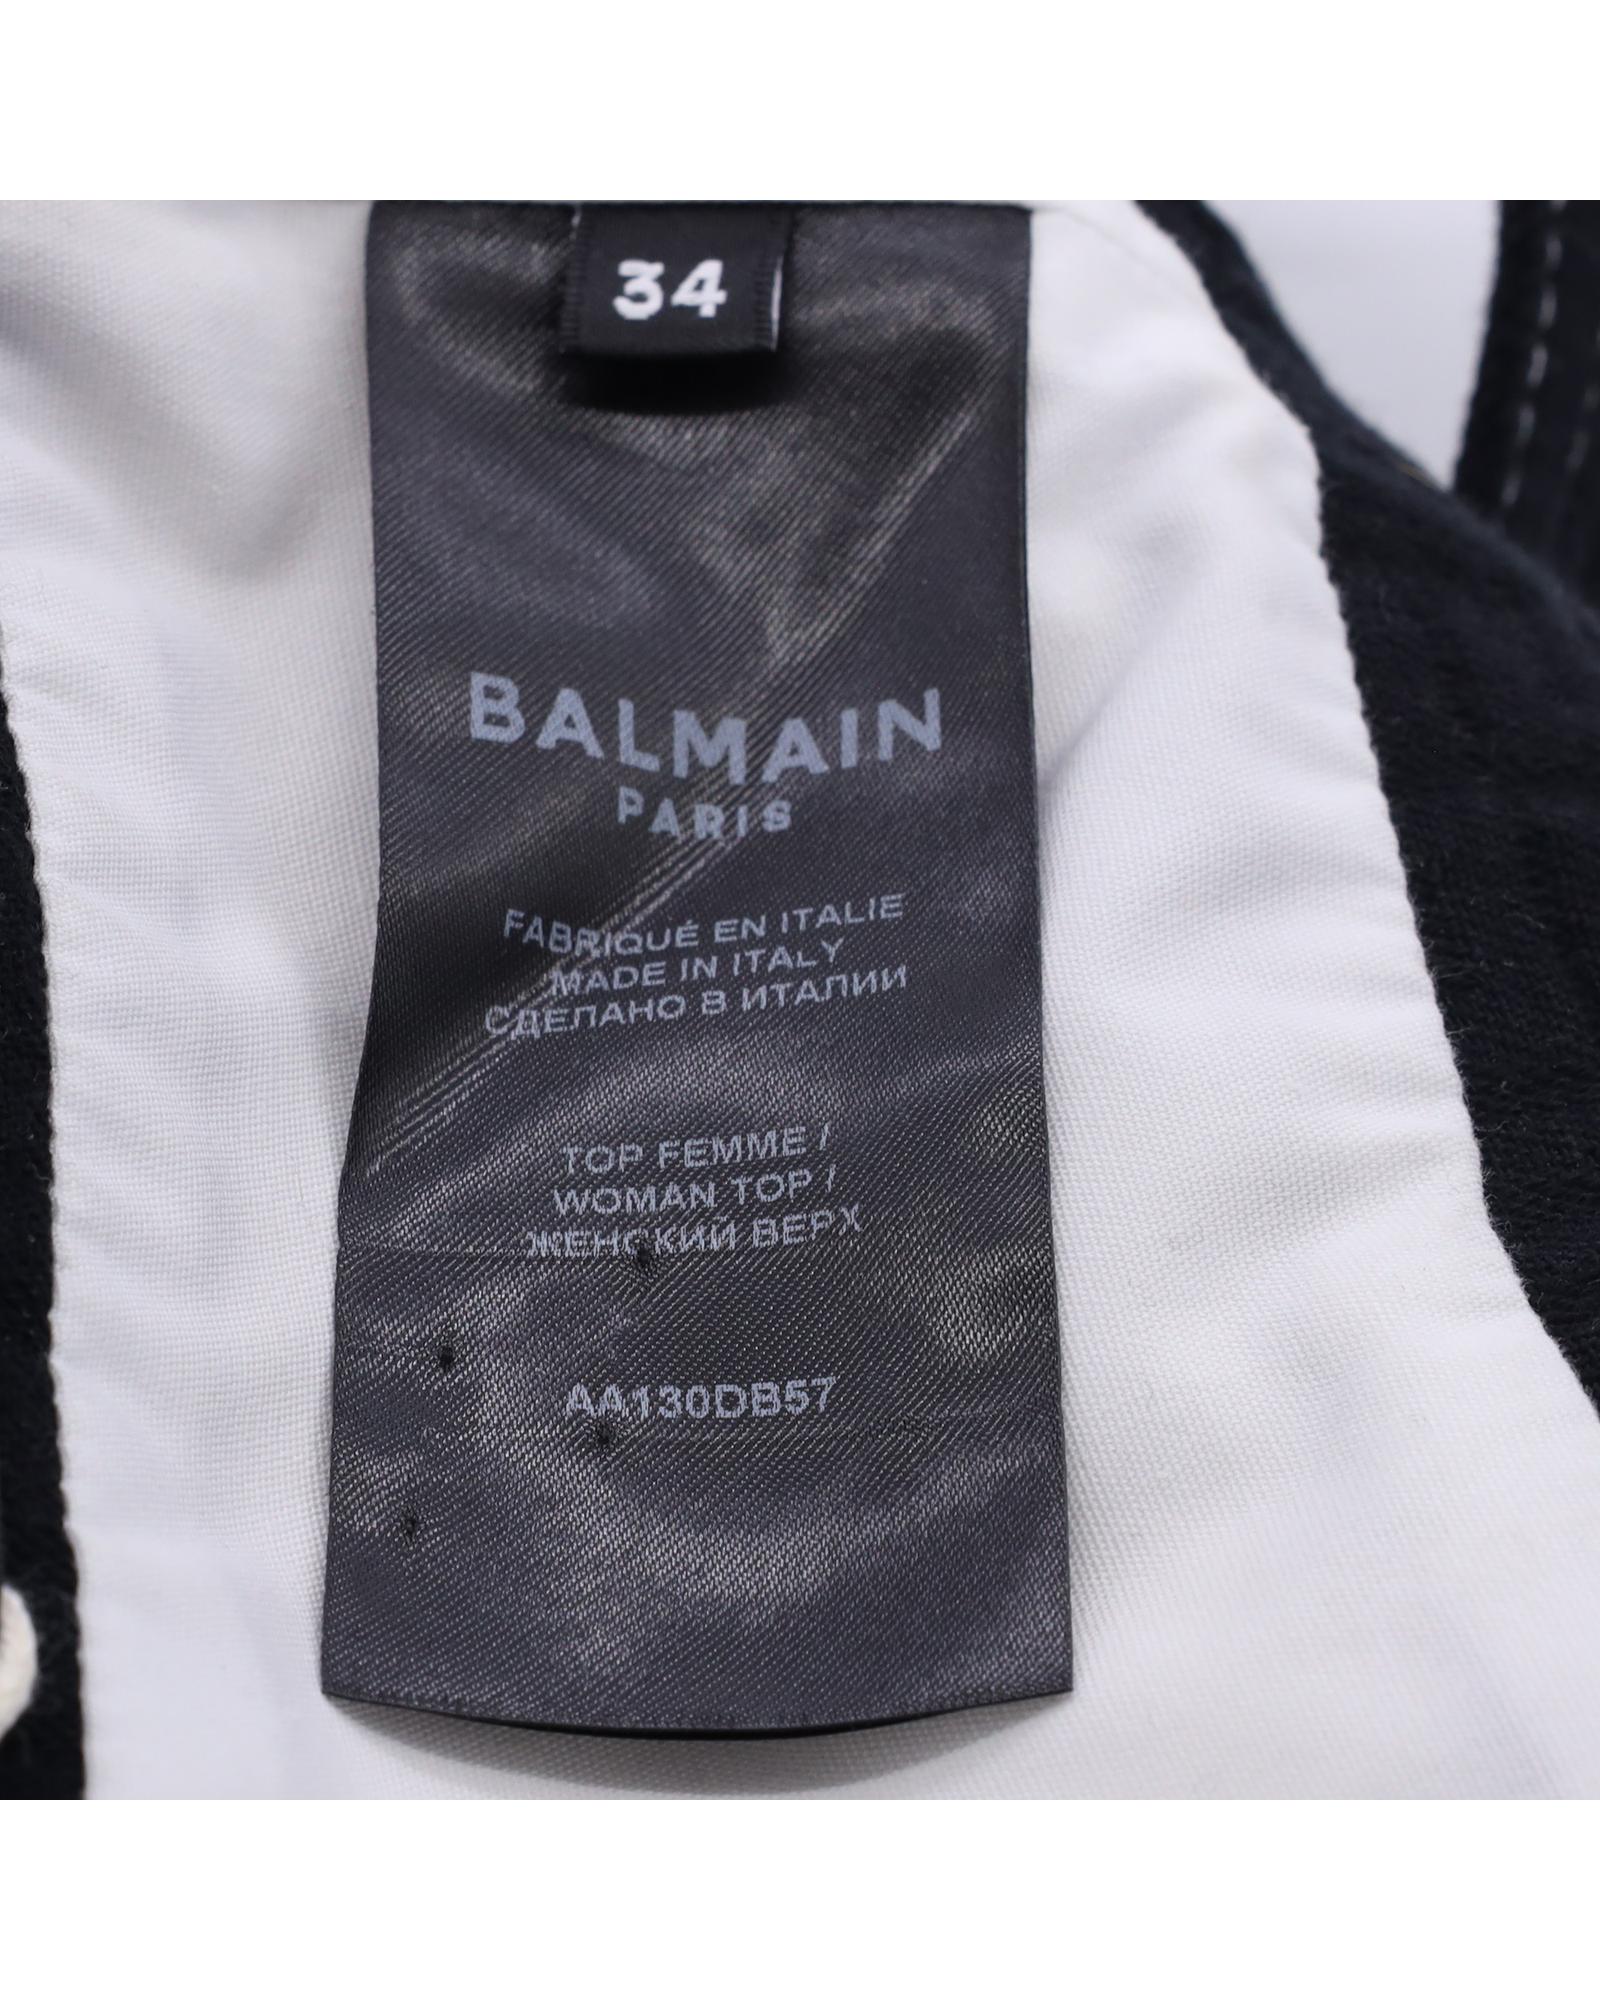 34
BALMAIN
PARIS
FABRIQUÉ EN ITALIE
MADE IN ITALY
СДЕЛАНО В ИТАЛИИ
TOP FEMME /
WOMAN TOP /
ЖЕНСКИЙ ВЕРХ
AA130DB57